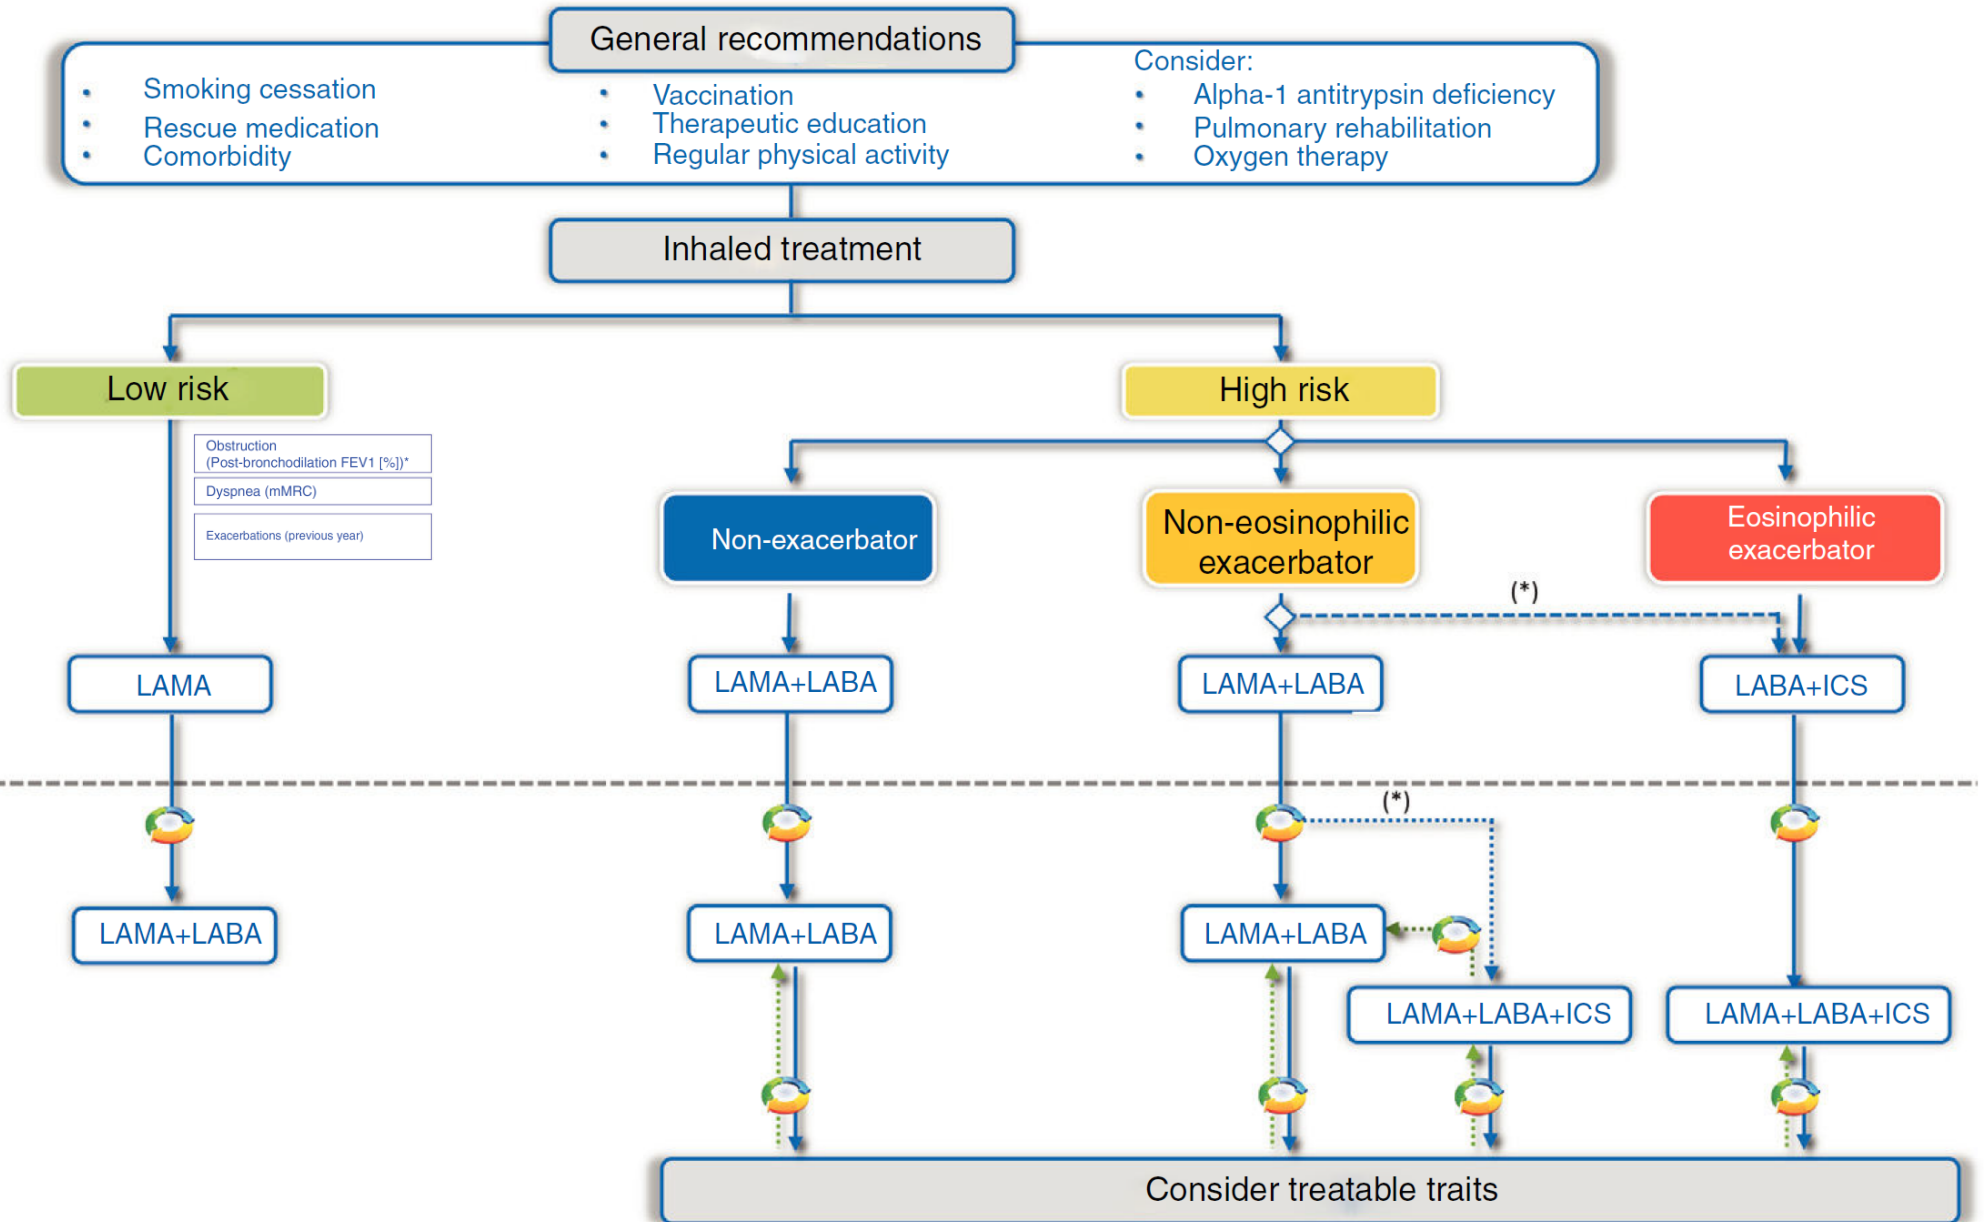 General recommendations
• Smoking cessation
• Rescue medication
• Comorbidity
• Vaccination
• Therapeutic education
• Regular physical activity
Consider:
• Alpha-1 antitrypsin deficiency
• Pulmonary rehabilitation
• Oxygen therapy
Inhaled treatment
Low risk
High risk
Obstruction
(Post-bronchodilation FEV1 [%])*
Dyspnea (mMRC)
Exacerbations (previous year)
Non-exacerbator
Non-eosinophilic
exacerbator
Eosinophilic
exacerbator
(*)
LAMA
LAMA+LABA
LAMA+LABA
LABA+ICS
(*)
LAMA+LABA
LAMA+LABA
LAMA+LABA
LAMA+LABA+ICS
LAMA+LABA+ICS
Consider treatable traits